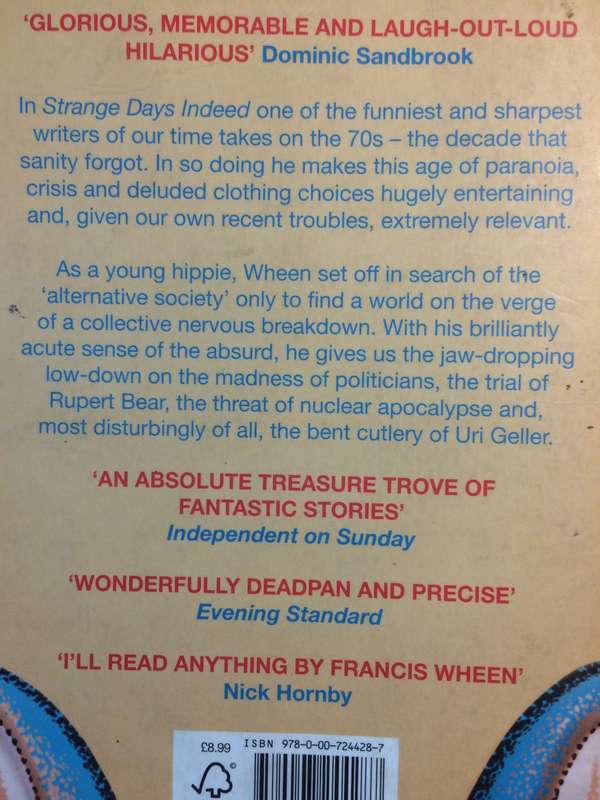 ‘GLORIOUS, MEMORABLE AND LAUGH-OUT-LOUD
HILARIOUS’ Dominic Sandbrook
In Strange Days Indeed one of the funniest and sharpest
writers of our time takes on the 70s – the decade that
sanity forgot. In so doing he makes this age of paranoia,
crisis and deluded clothing choices hugely entertaining
and, given our own recent troubles, extremely relevant.
As a young hippie, Wheen set off in search of the
‘alternative society’ only to find a world on the verge
of a collective nervous breakdown. With his brilliantly
acute sense of the absurd, he gives us the jaw-dropping
low-down on the madness of politicians, the trial of
Rupert Bear, the threat of nuclear apocalypse and,
most disturbingly of all, the bent cutlery of Uri Geller.
‘AN ABSOLUTE TREASURE TROVE OF
FANTASTIC STORIES’
Independent on Sunday
‘WONDERFULLY DEADPAN AND PRECISE’
Evening Standard
‘I’LL READ ANYTHING BY FRANCIS WHEEN’
Nick Hornby
£8.99 ISBN 978-0-00-724428-7